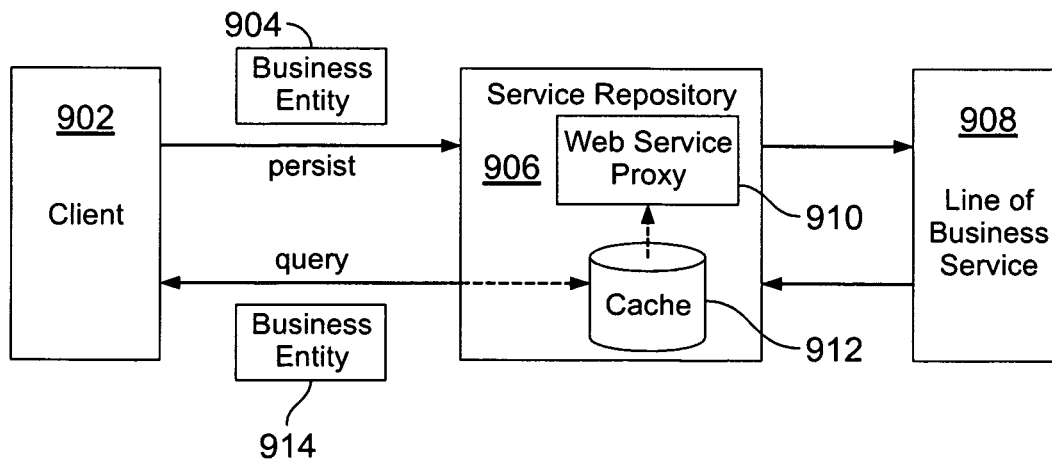 904
Business
Entity
902
Client
persist
query
Business
Entity
914
Service Repository
906
Web Service
Proxy
910
Cache
912
908
Line of
Business
Service